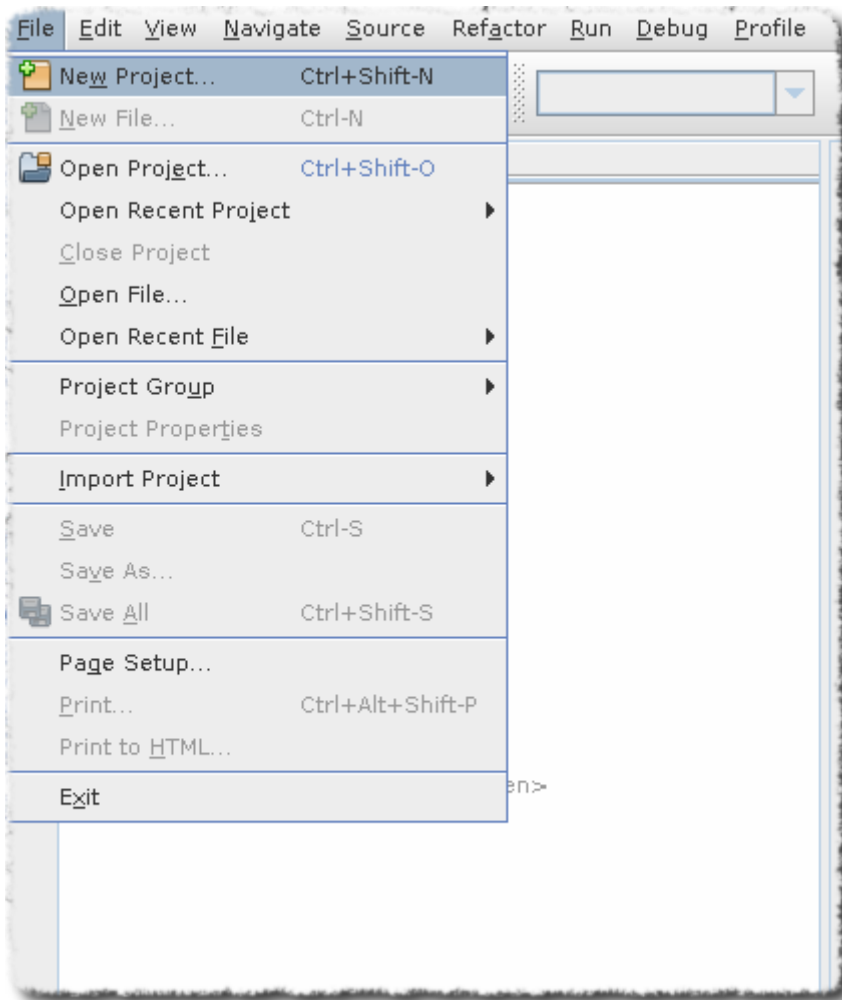 File Edit View Navigate Source Refactor Run Debug Profile
New Project... Ctrl+Shift-N
New File... Ctrl-N
Open Project... Ctrl+Shift-O
Open Recent Project
Close Project
Open File...
Open Recent File
Project Group
Project Properties
Import Project
Save Ctrl-S
Save As...
Save All Ctrl+Shift-S
Page Setup...
Print... Ctrl+Alt+Shift-P
Print to HTML...
en>
Exit